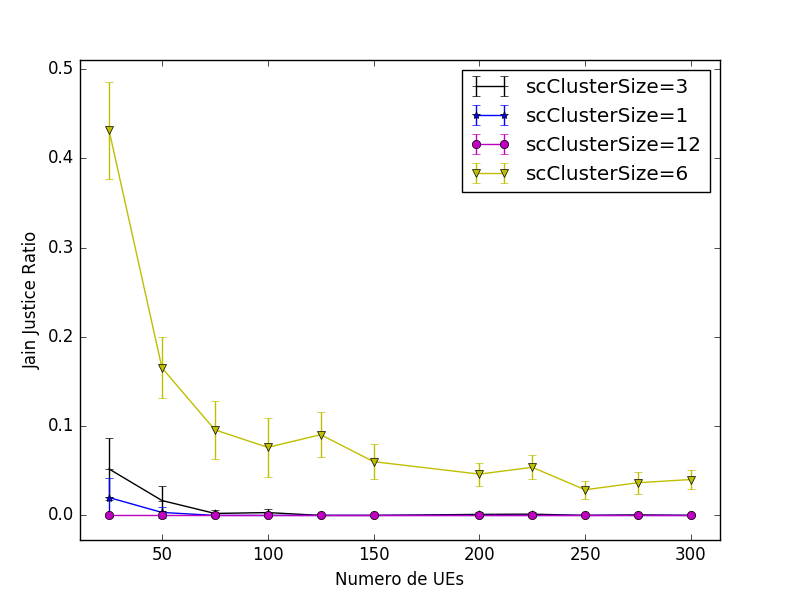 0.5
0.4
0.3
0.2
0.1
0.0
Jain Justice Ratio
scClusterSize=3
scClusterSize=1
scClusterSize=12
scClusterSize=6
50 100 150 200 250 300
Numero de UEs